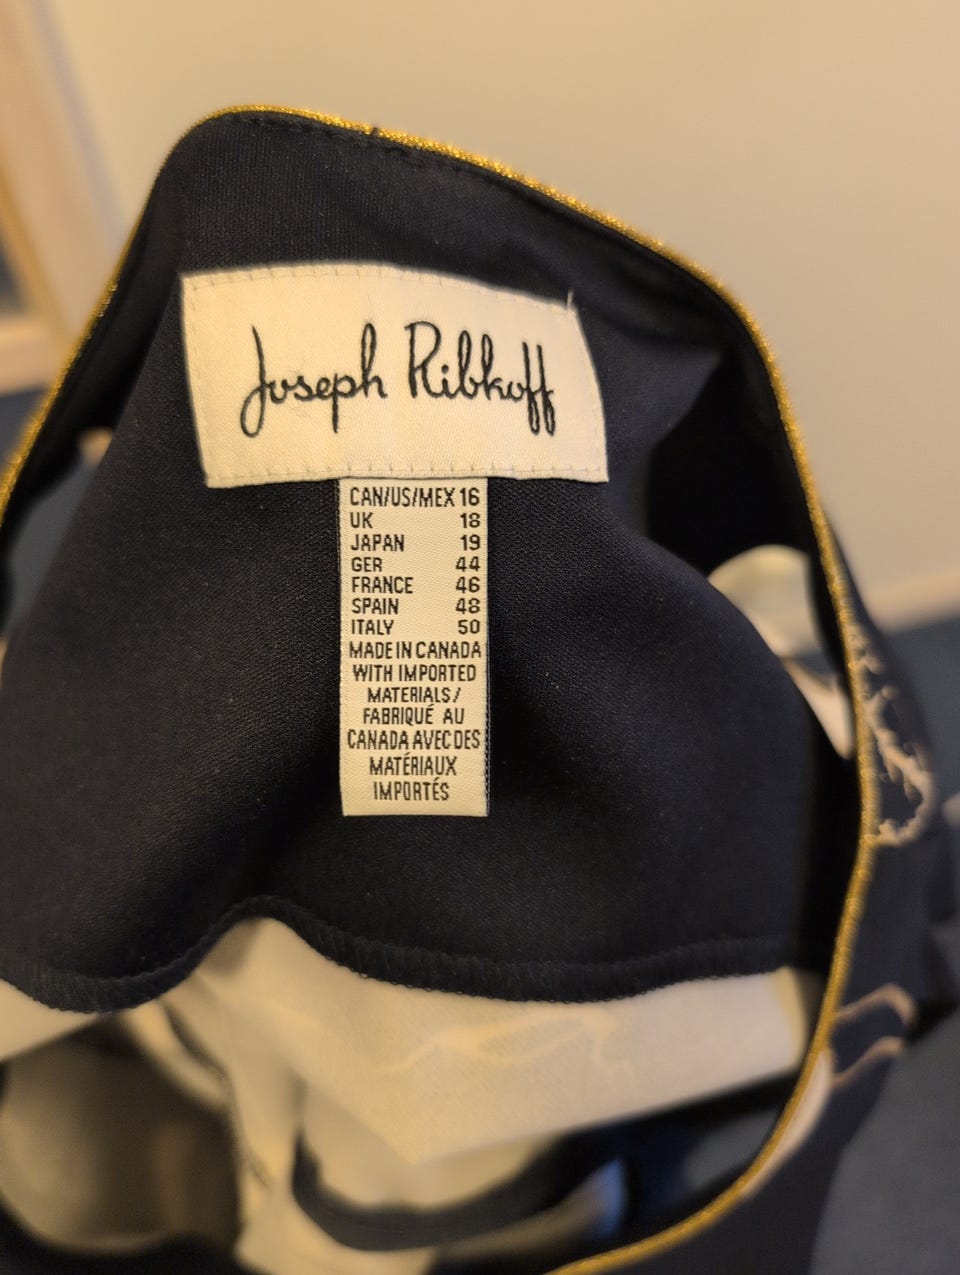 Joseph Ribkoff
CAN/US/MEX 16
UK 18
JAPAN 19
GER 44
FRANCE 46
SPAIN 48
ITALY 50
MADE IN CANADA
WITH IMPORTED
MATERIALS/
FABRIQUÉ AU
CANADA AVEC DES
MATÉRIAUX
IMPORTÉS